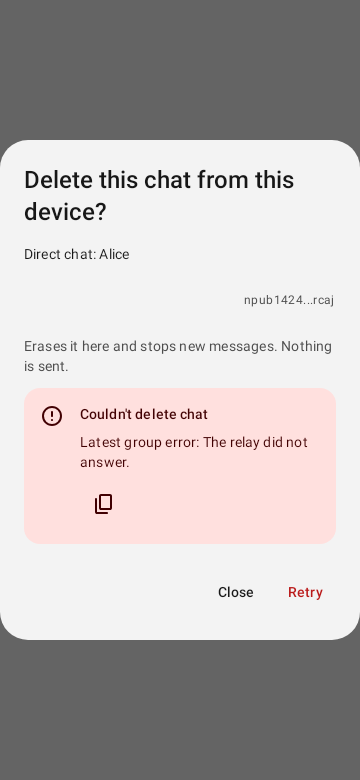 Delete this chat from this
device?
Direct chat: Alice
npub1424...rcaj
Erases it here and stops new messages. Nothing
is sent.
Couldn't delete chat
Latest group error: The relay did not
answer.
Close
Retry